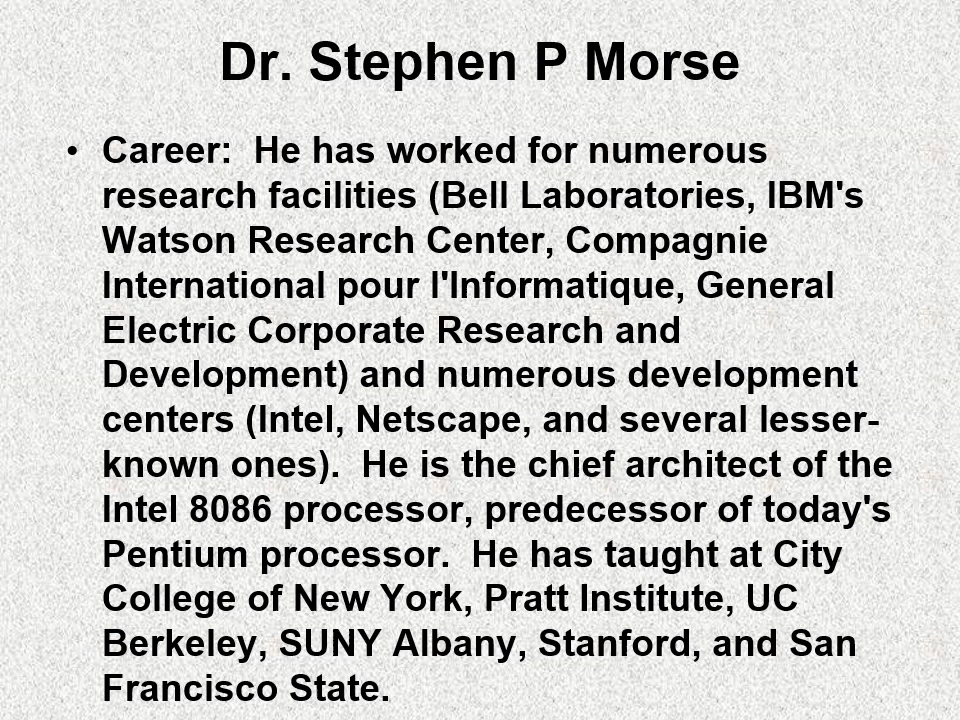 Dr. Stephen P Morse
• Career:  He has worked for numerous
research facilities (Bell Laboratories, IBM's
Watson Research Center, Compagnie
International pour l'Informatique, General
Electric Corporate Research and
Development) and numerous development
centers (Intel, Netscape, and several lesser-
known ones).  He is the chief architect of the
Intel 8086 processor, predecessor of today's
Pentium processor.  He has taught at City
College of New York, Pratt Institute, UC
Berkeley, SUNY Albany, Stanford, and San
Francisco State.